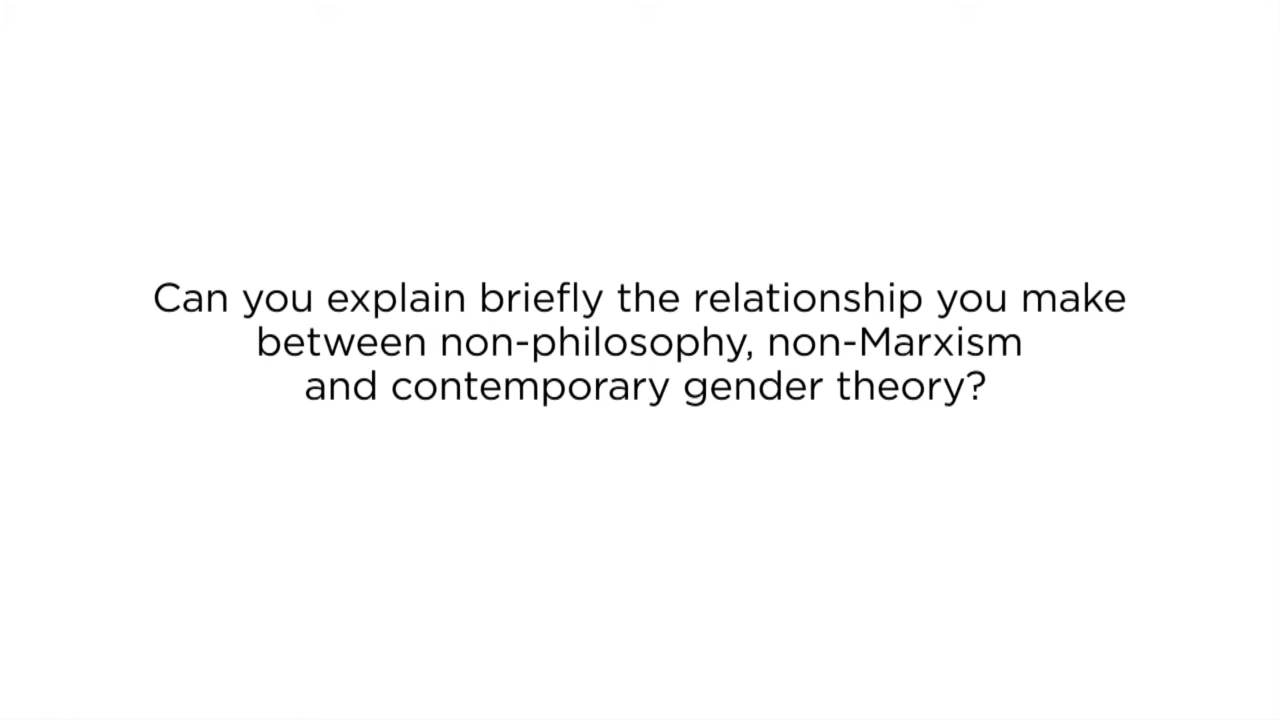 Can you explain briefly the relationship you make
between non-philosophy, non-Marxism
and contemporary gender theory?